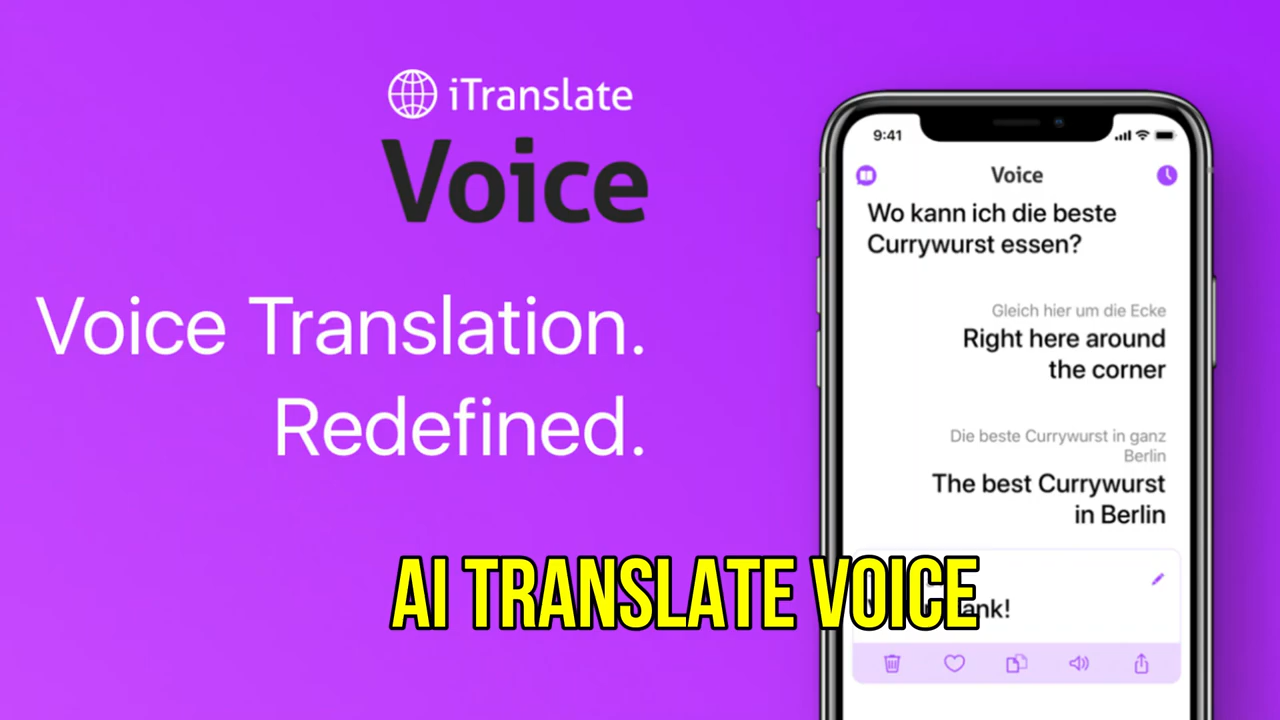 iTranslate
Voice
Voice Translation.
Redefined.
9:41
Voice
Wo kann ich die beste
Currywurst essen?
Gleich hier um die Ecke
Right here around
the corner
Die beste Currywurst in ganz
Berlin
The best Currywurst
in Berlin
AI TRANSLATE VOICE